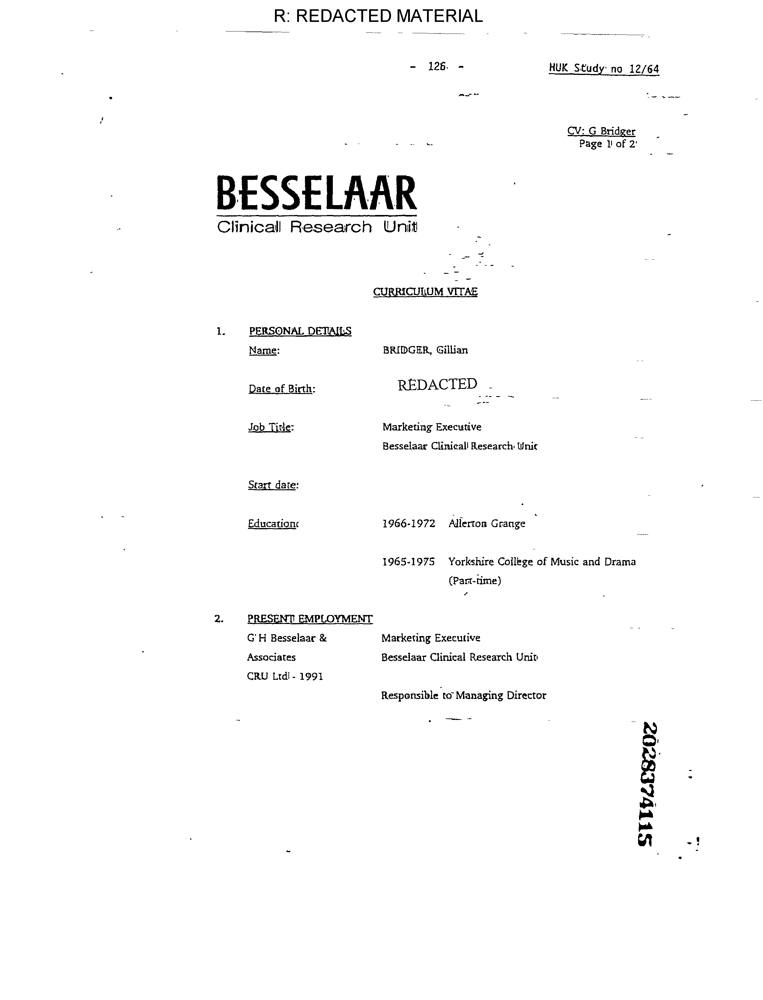 R: REDACTED MATERIAL
- 126 -
HUK Study no 12/64
CV: G Bridger
Page 1 of 2
BESSELAAR
Clinical Research Unit
CURRICULUM VITAE
1. PERSONAL DETAILS
Name: BRIDGER, Gillian
Date of Birth: REDACTED
Job Title: Marketing Executive
Besselaar Clinical Research Unit
Start date:
Education: 1966-1972 Allerton Grange
1965-1975 Yorkshire College of Music and Drama
(Part-time)
2. PRESENT EMPLOYMENT
G H Besselaar & Marketing Executive
Associates Besselaar Clinical Research Unit
CRU Ltd - 1991
Responsible to Managing Director
2028374115